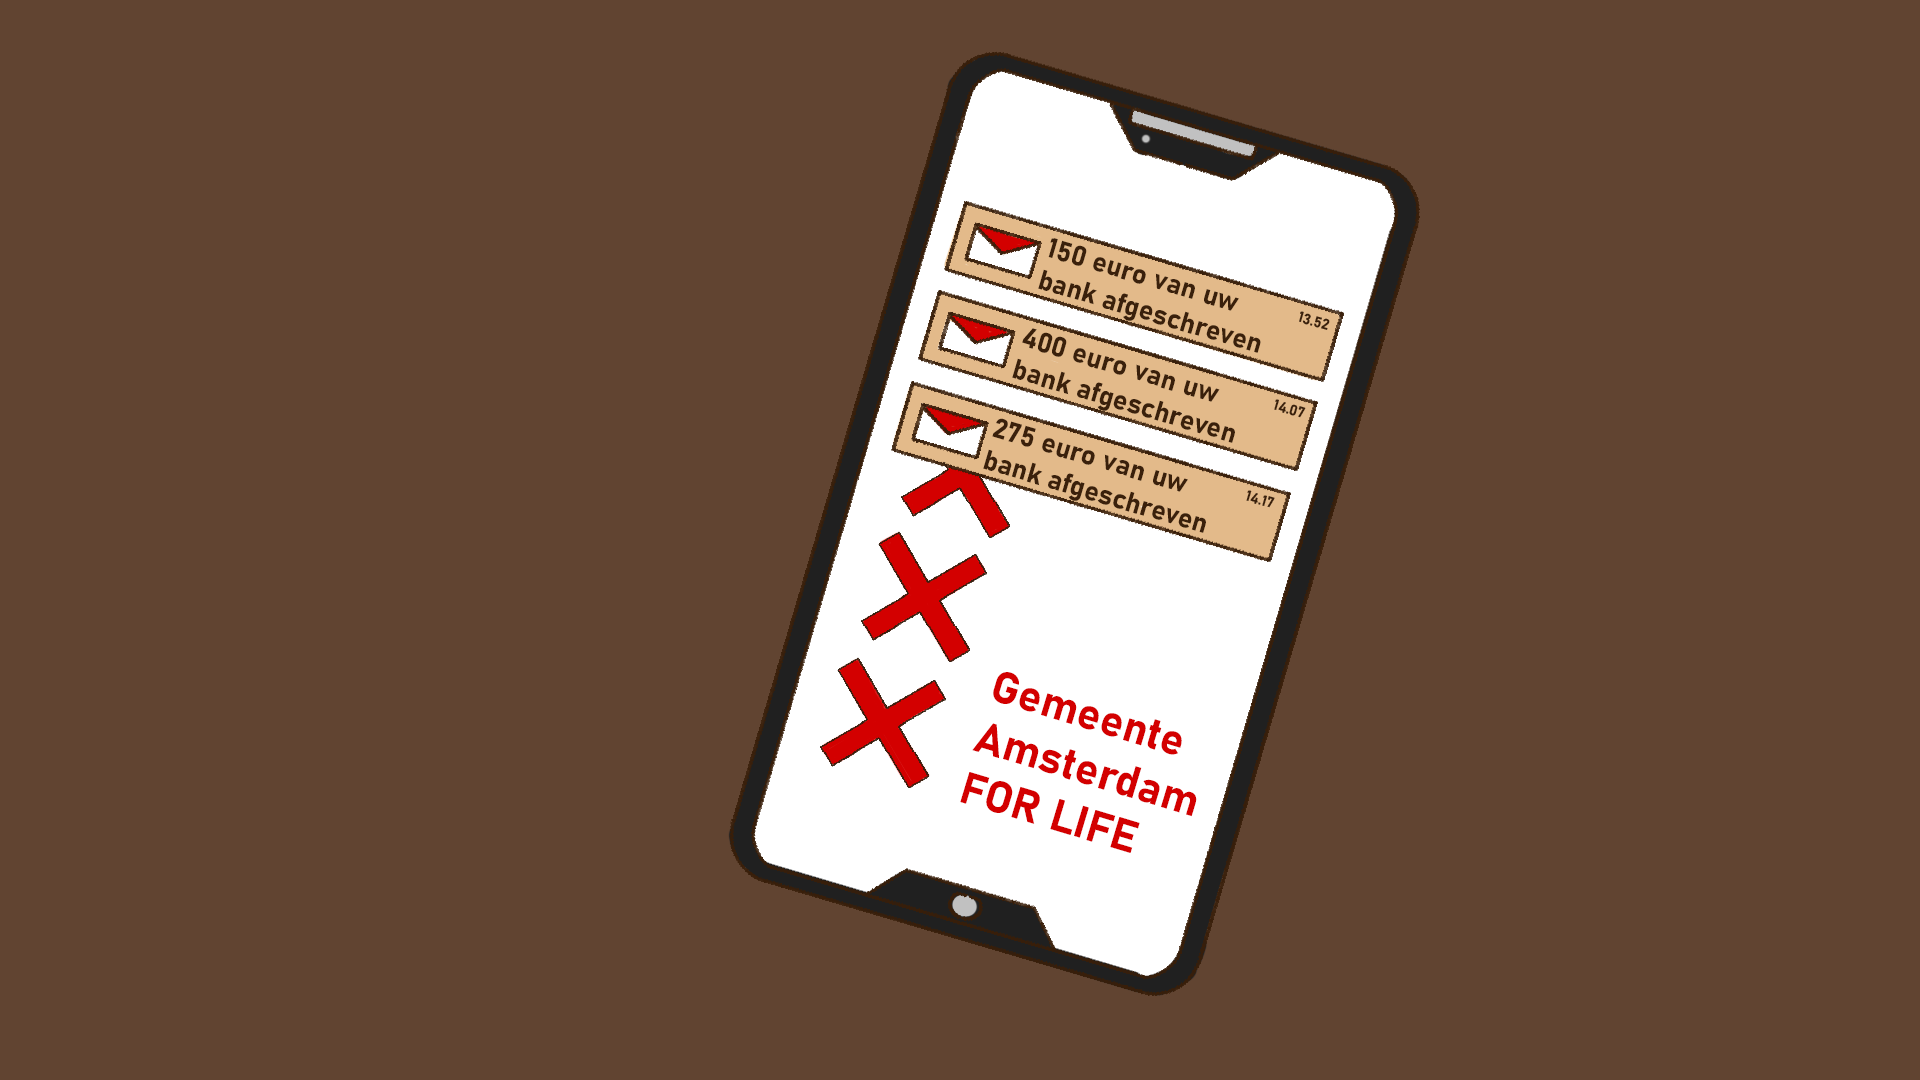 150 euro van uw
bank afgeschreven
13.52
400 euro van uw
bank afgeschreven
14.07
275 euro van uw
bank afgeschreven
14.17
Gemeente
Amsterdam
FOR LIFE